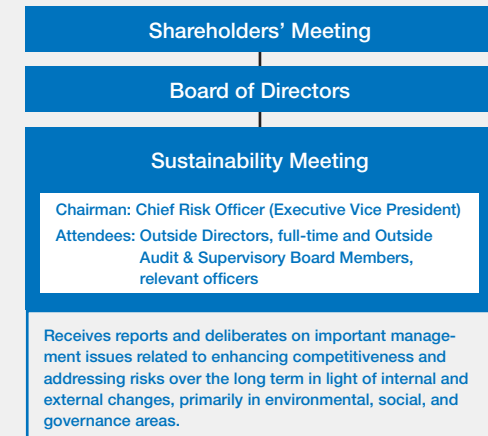 Shareholders’ Meeting
Board of Directors
Sustainability Meeting
Chairman: Chief Risk Officer (Executive Vice President)
Attendees: Outside Directors, full-time and Outside
Audit & Supervisory Board Members,
relevant officers
Receives reports and deliberates on important manage-
ment issues related to enhancing competitiveness and
addressing risks over the long term in light of internal and
external changes, primarily in environmental, social, and
governance areas.